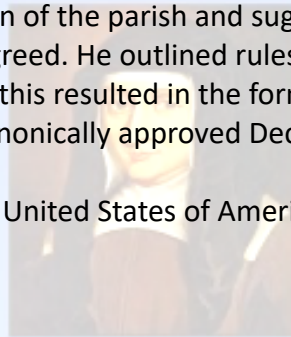 n of the parish and sug
greed. He outlined rules
this resulted in the forn
nonically approved Dec
United States of Ameri